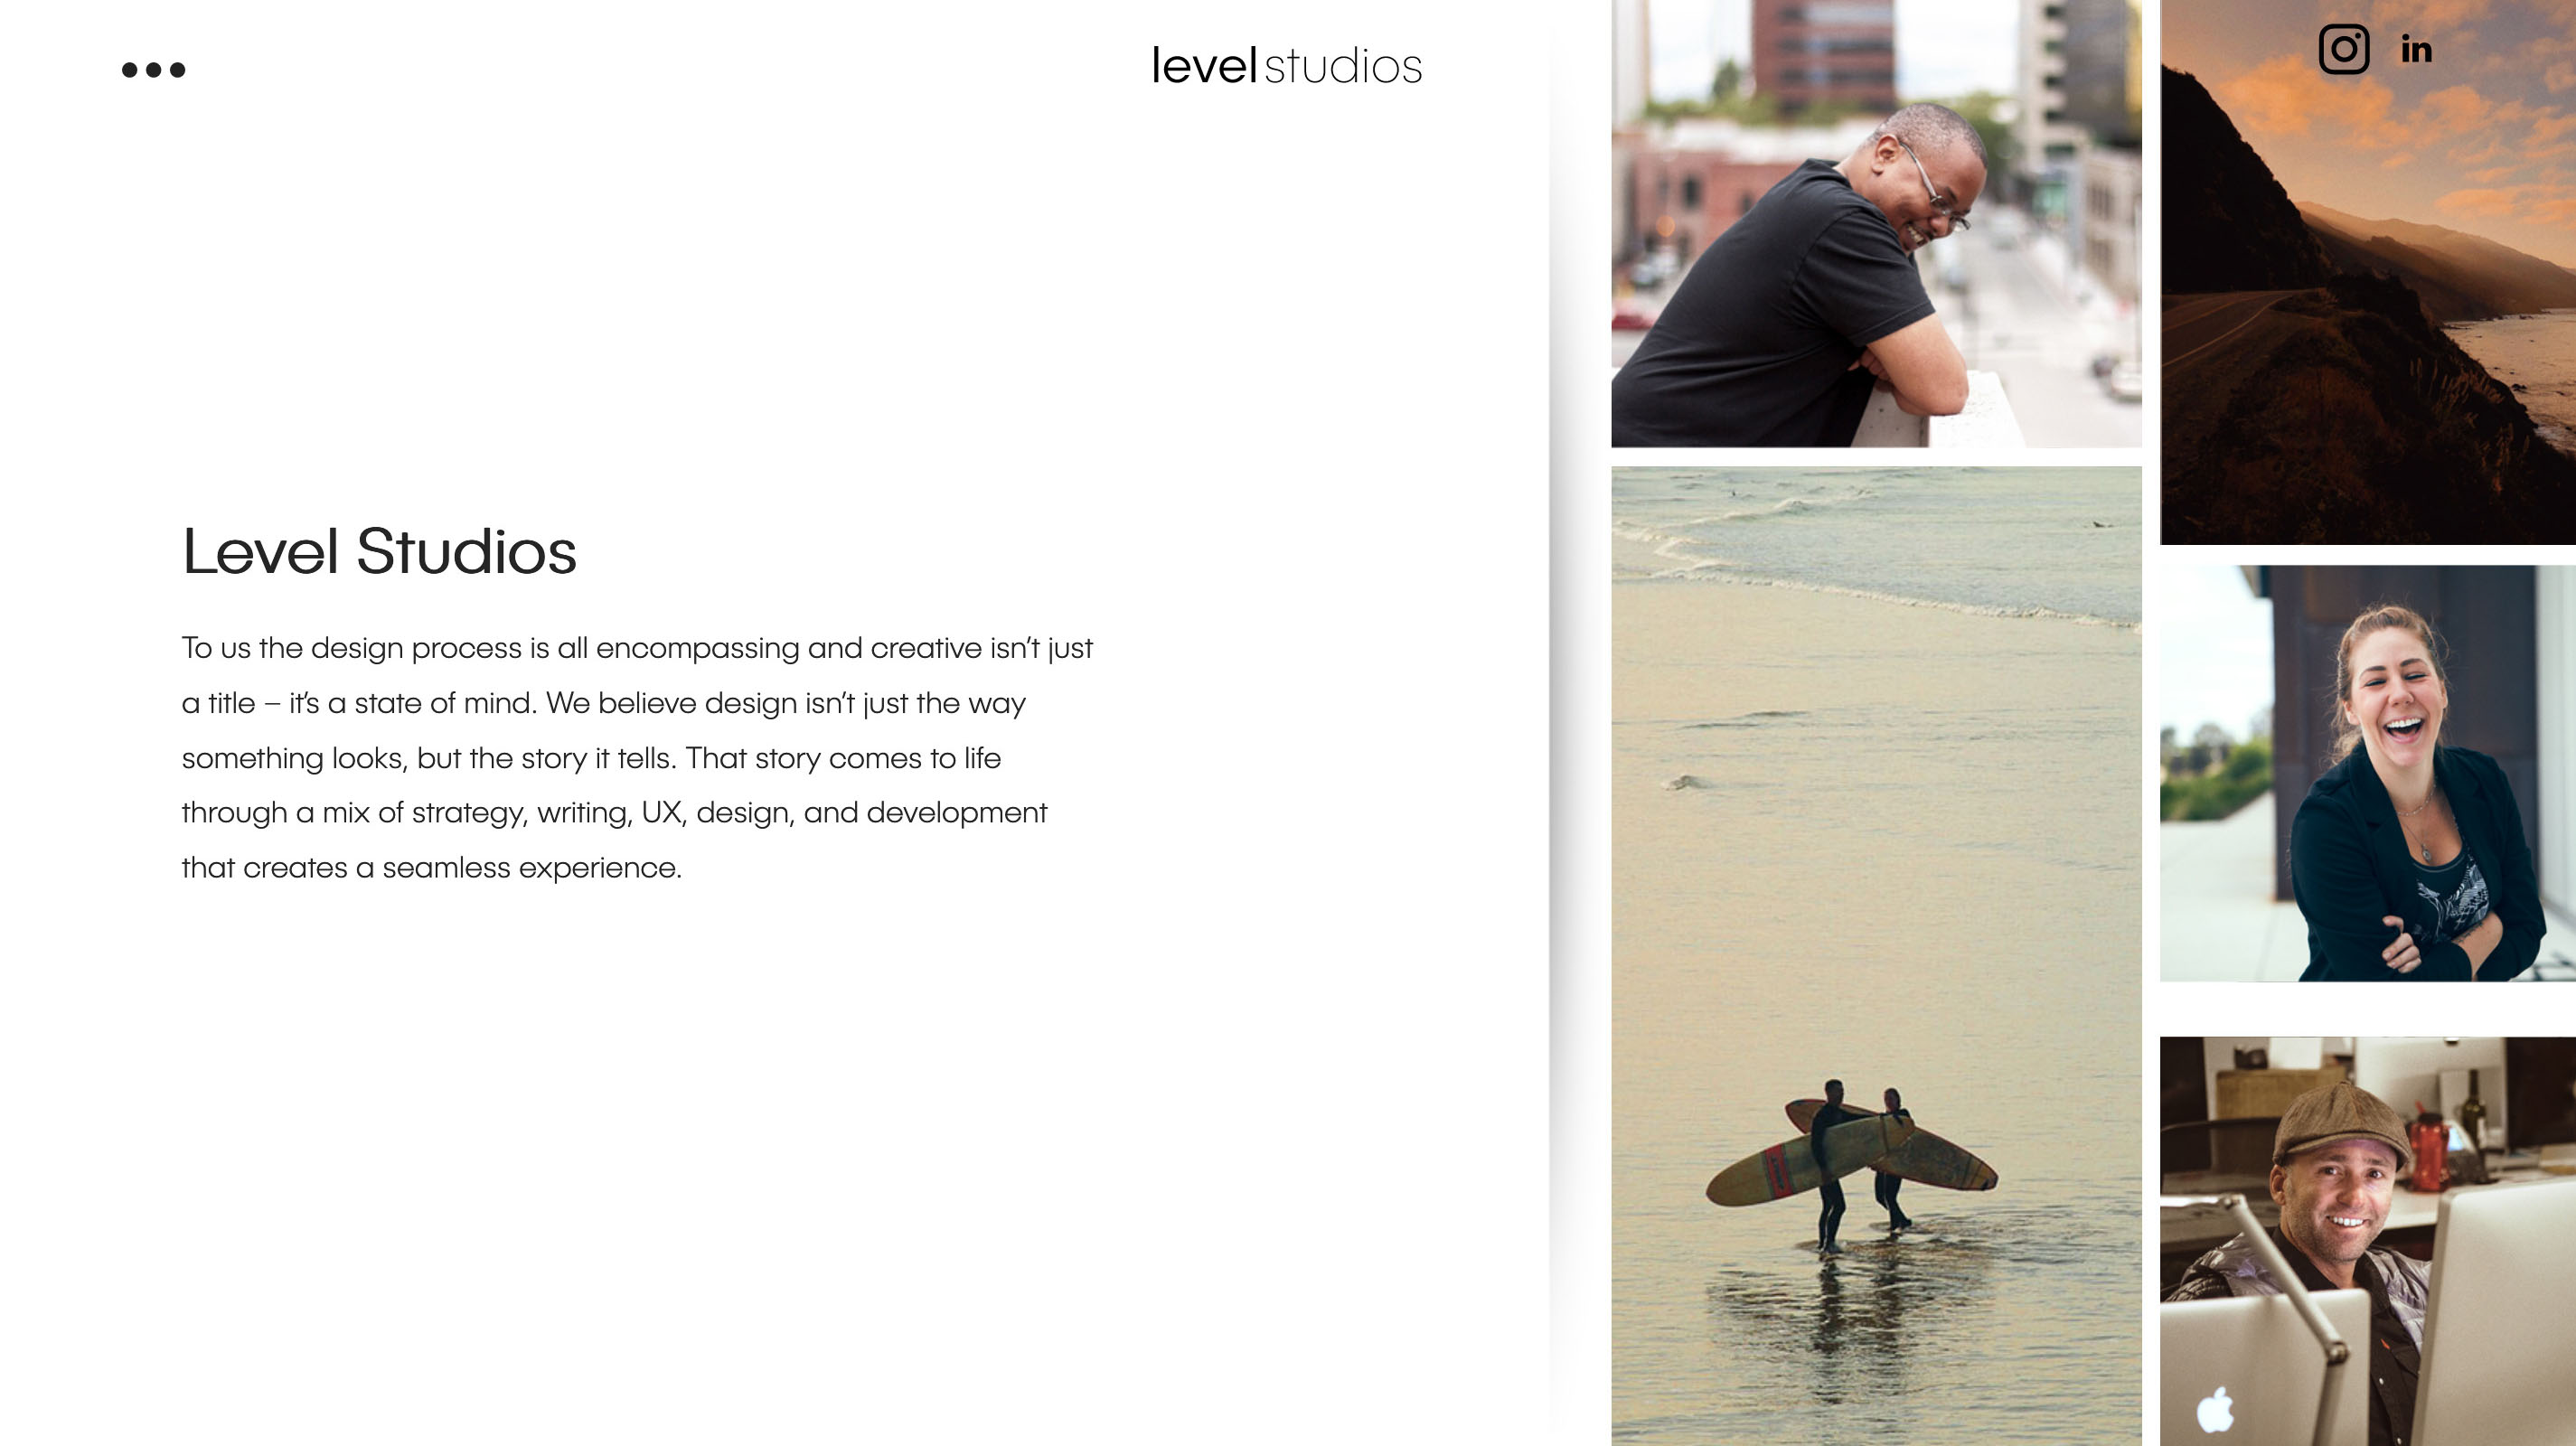 levelstudios
in
Level Studios
To us the design process is all encompassing and creative isn’t just
a title – it’s a state of mind. We believe design isn’t just the way
something looks, but the story it tells. That story comes to life
through a mix of strategy, writing, UX, design, and development
that creates a seamless experience.